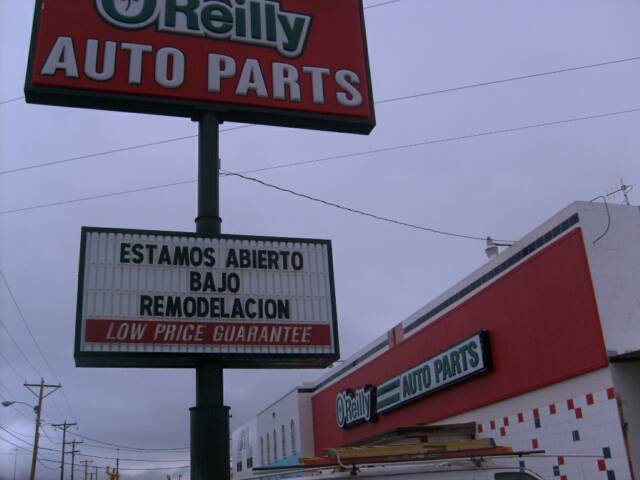 O'Reilly
AUTO PARTS
ESTAMOS ABIERTO
BAJO
REMODELACION
LOW PRICE GUARANTEE
O'Reilly AUTO PARTS